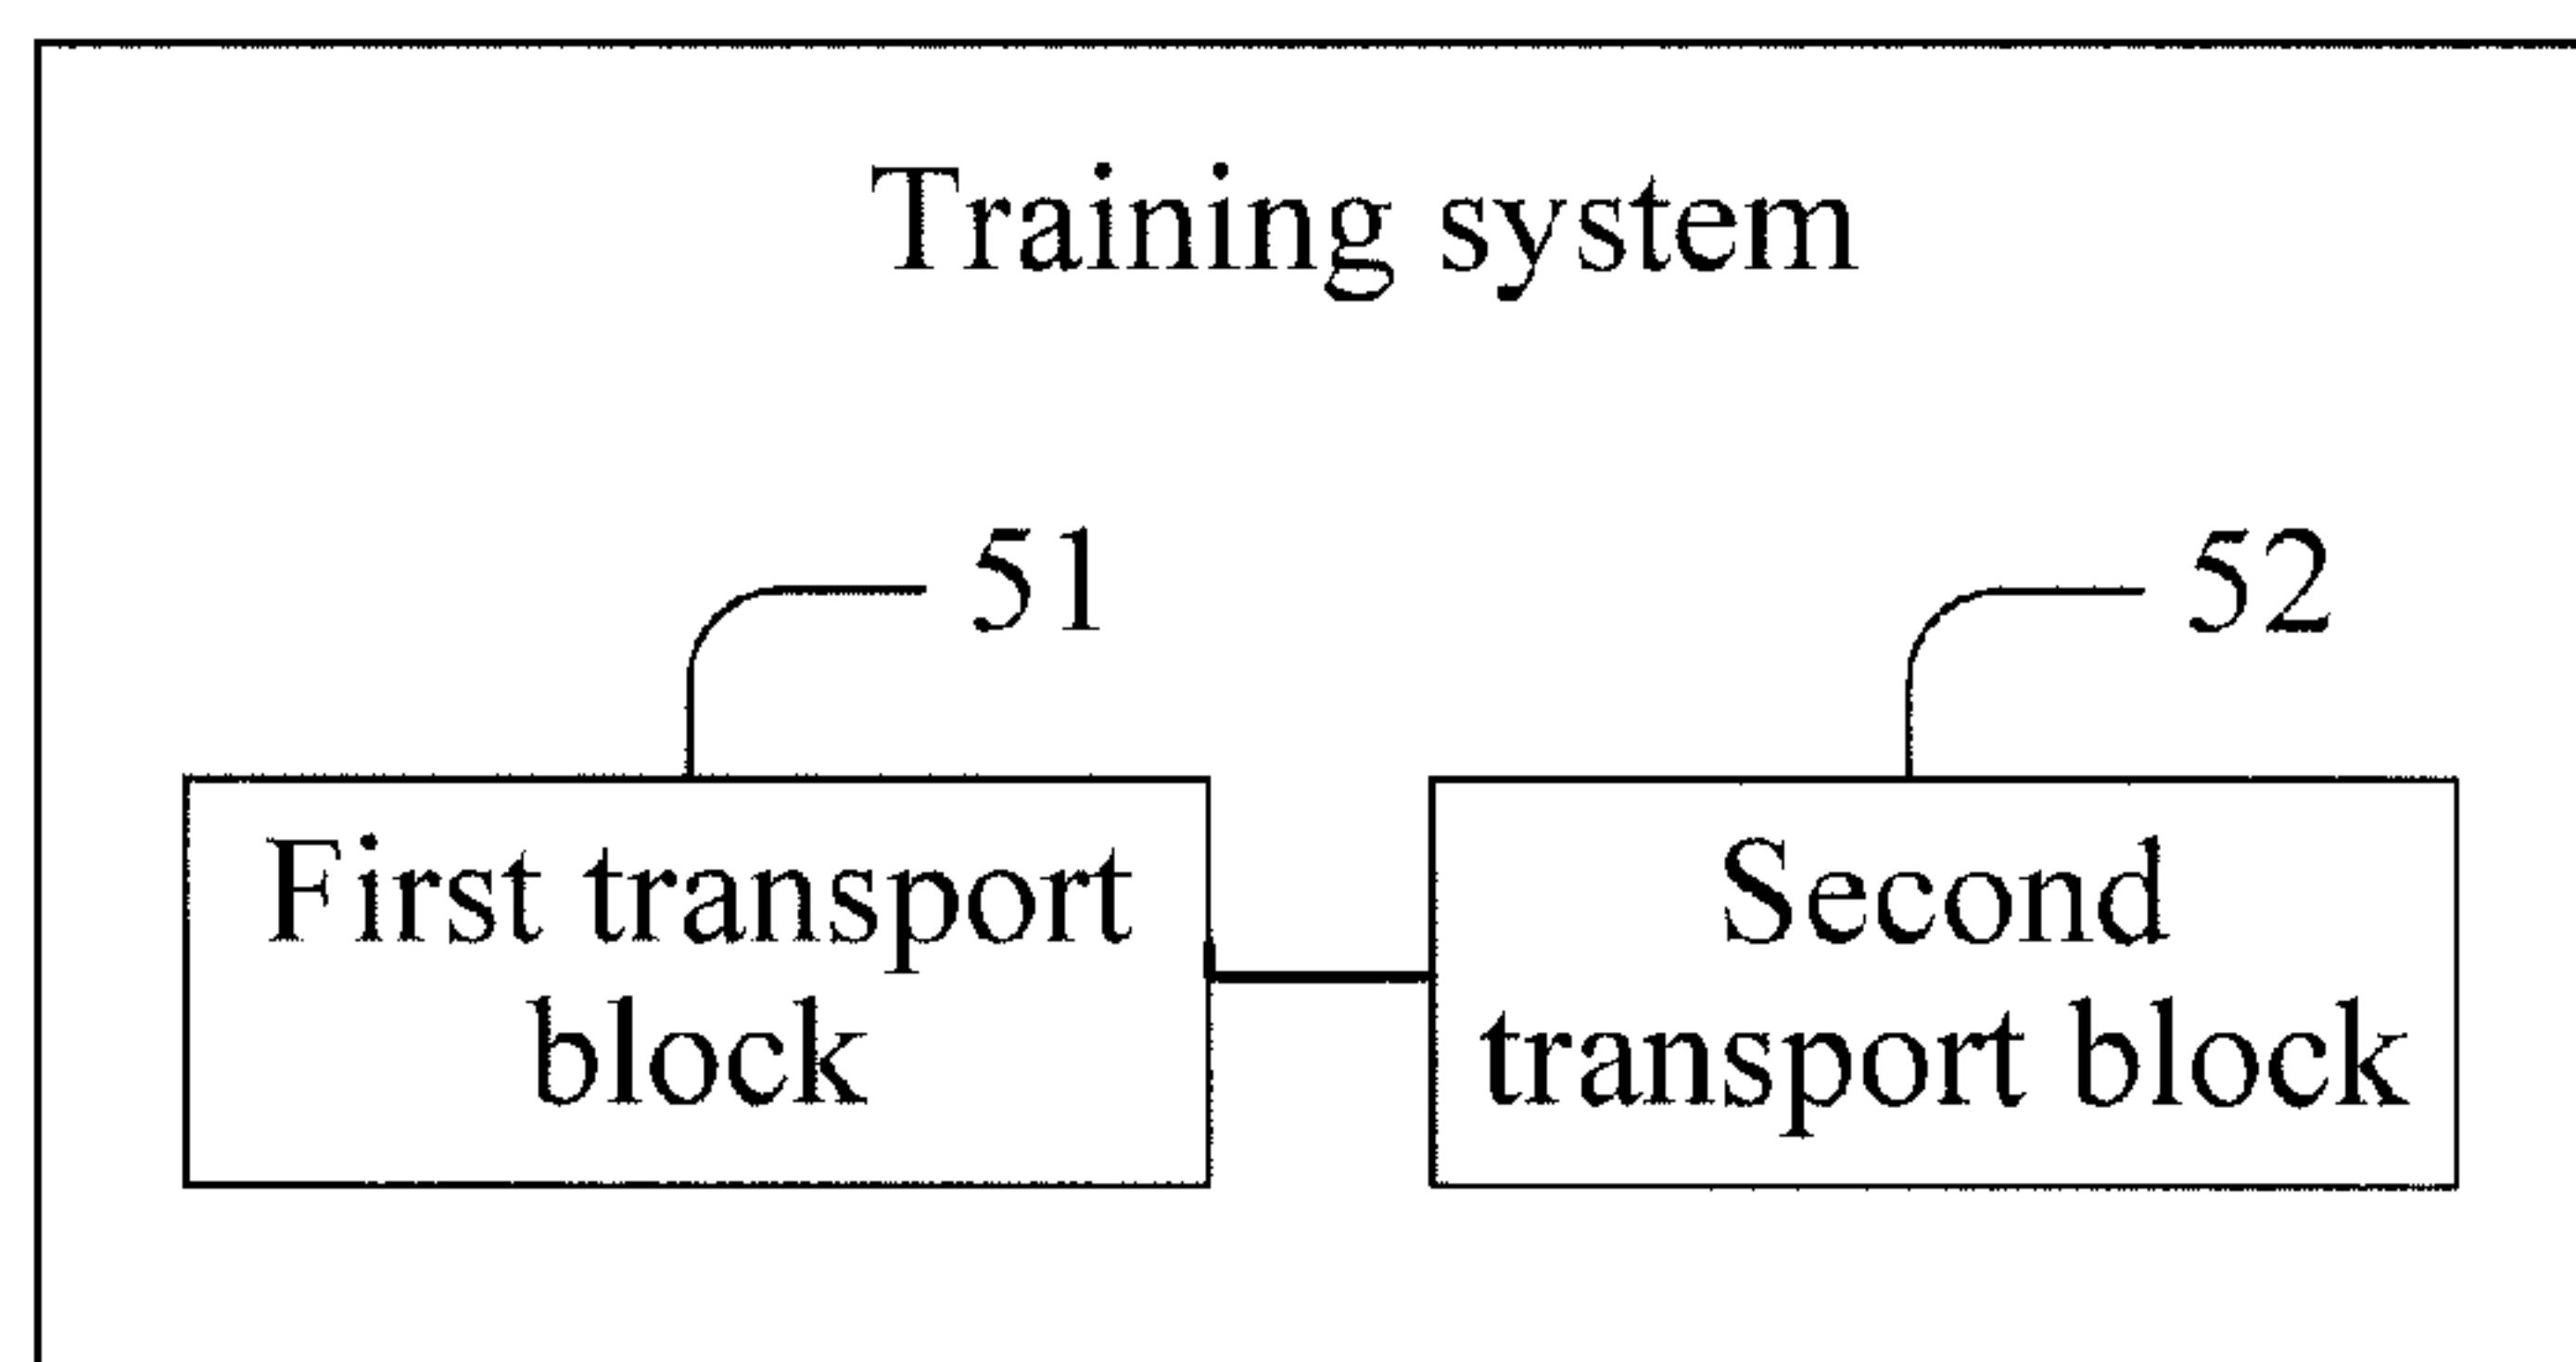 Training system
51
52
First transport
block
Second
transport block